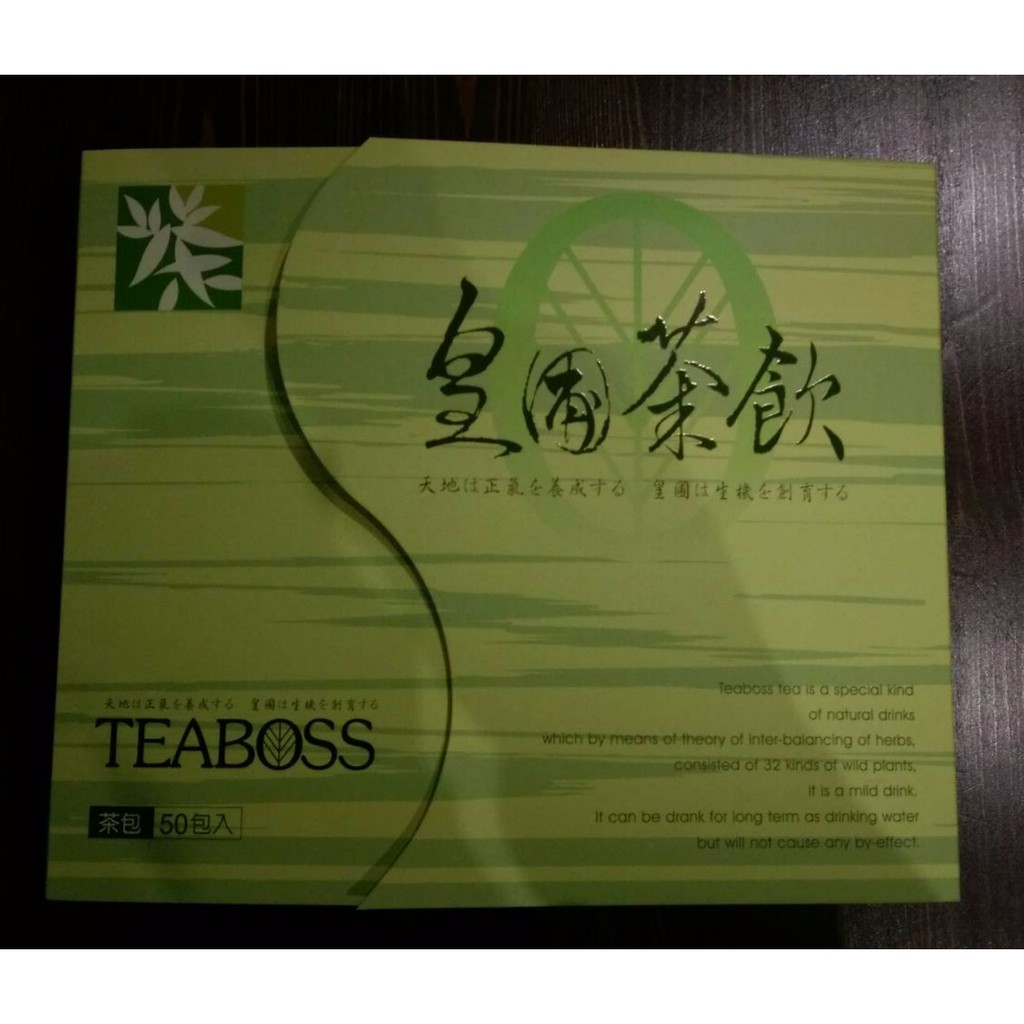 皇圃茶飲
天地は正氣を養成する 皇圃は生機を創育する
天地は正氣を養成する 皇圃は生機を創育する
TEABOSS
茶包 50包入
Teaboss tea is a special kind
of natural drinks
which by means of theory of inter-balancing of herbs,
consisted of 32 kinds of wild plants,
it is a mild drink.
It can be drank for long term as drinking water
but will not cause any by-effect.